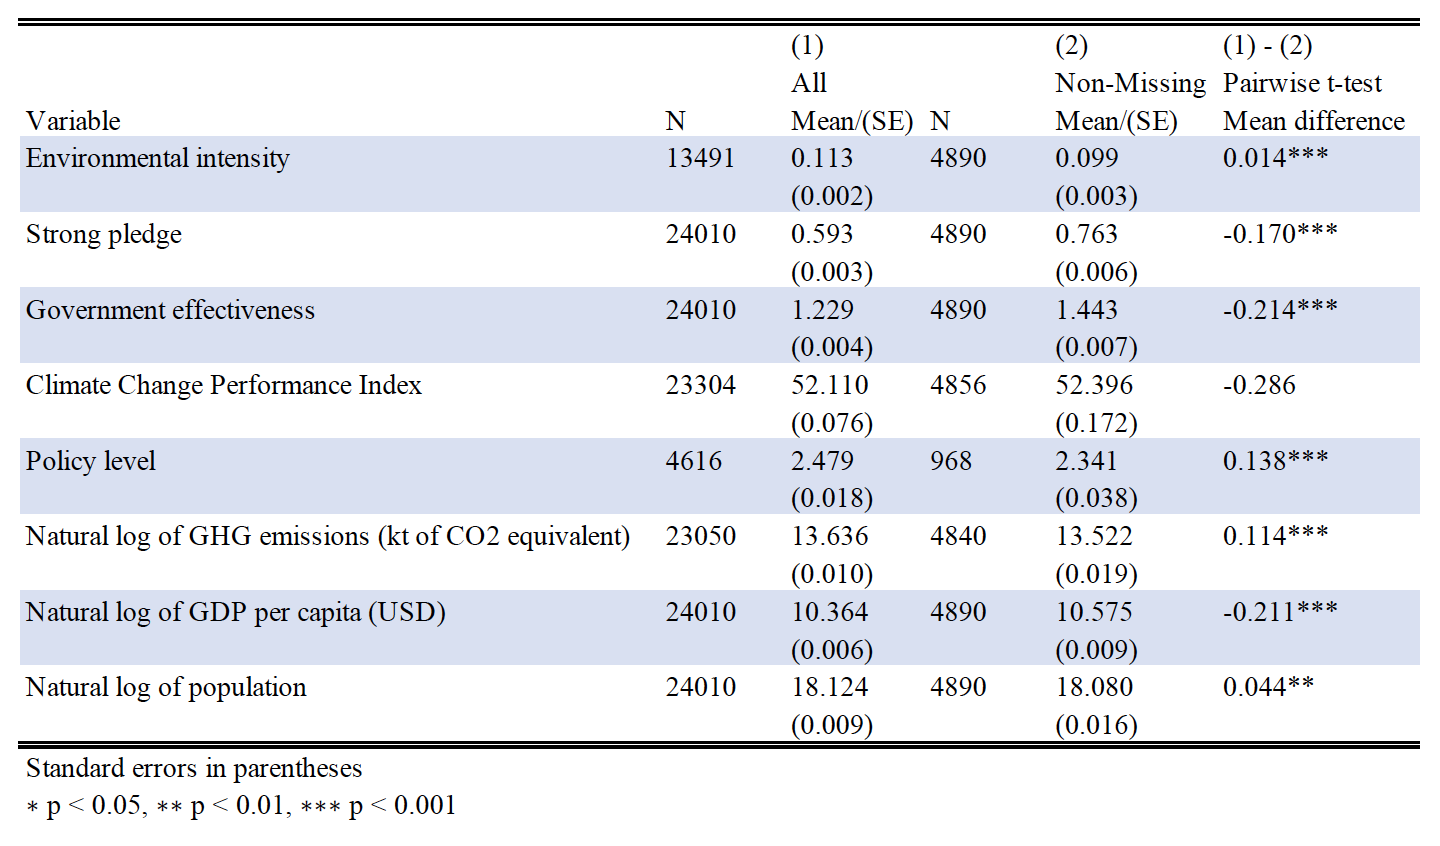 (1) (2) (1) - (2)
All Non-Missing Pairwise t-test
Variable N Mean/(SE) N Mean/(SE) Mean difference
Environmental intensity 13491 0.113 4890 0.099 0.014***
(0.002) (0.003)
Strong pledge 24010 0.593 4890 0.763 -0.170***
(0.003) (0.006)
Government effectiveness 24010 1.229 4890 1.443 -0.214***
(0.004) (0.007)
Climate Change Performance Index 23304 52.110 4856 52.396 -0.286
(0.076) (0.172)
Policy level 4616 2.479 968 2.341 0.138***
(0.018) (0.038)
Natural log of GHG emissions (kt of CO2 equivalent) 23050 13.636 4840 13.522 0.114***
(0.010) (0.019)
Natural log of GDP per capita (USD) 24010 10.364 4890 10.575 -0.211***
(0.006) (0.009)
Natural log of population 24010 18.124 4890 18.080 0.044**
(0.009) (0.016)
Standard errors in parentheses
* p < 0.05, ** p < 0.01, *** p < 0.001